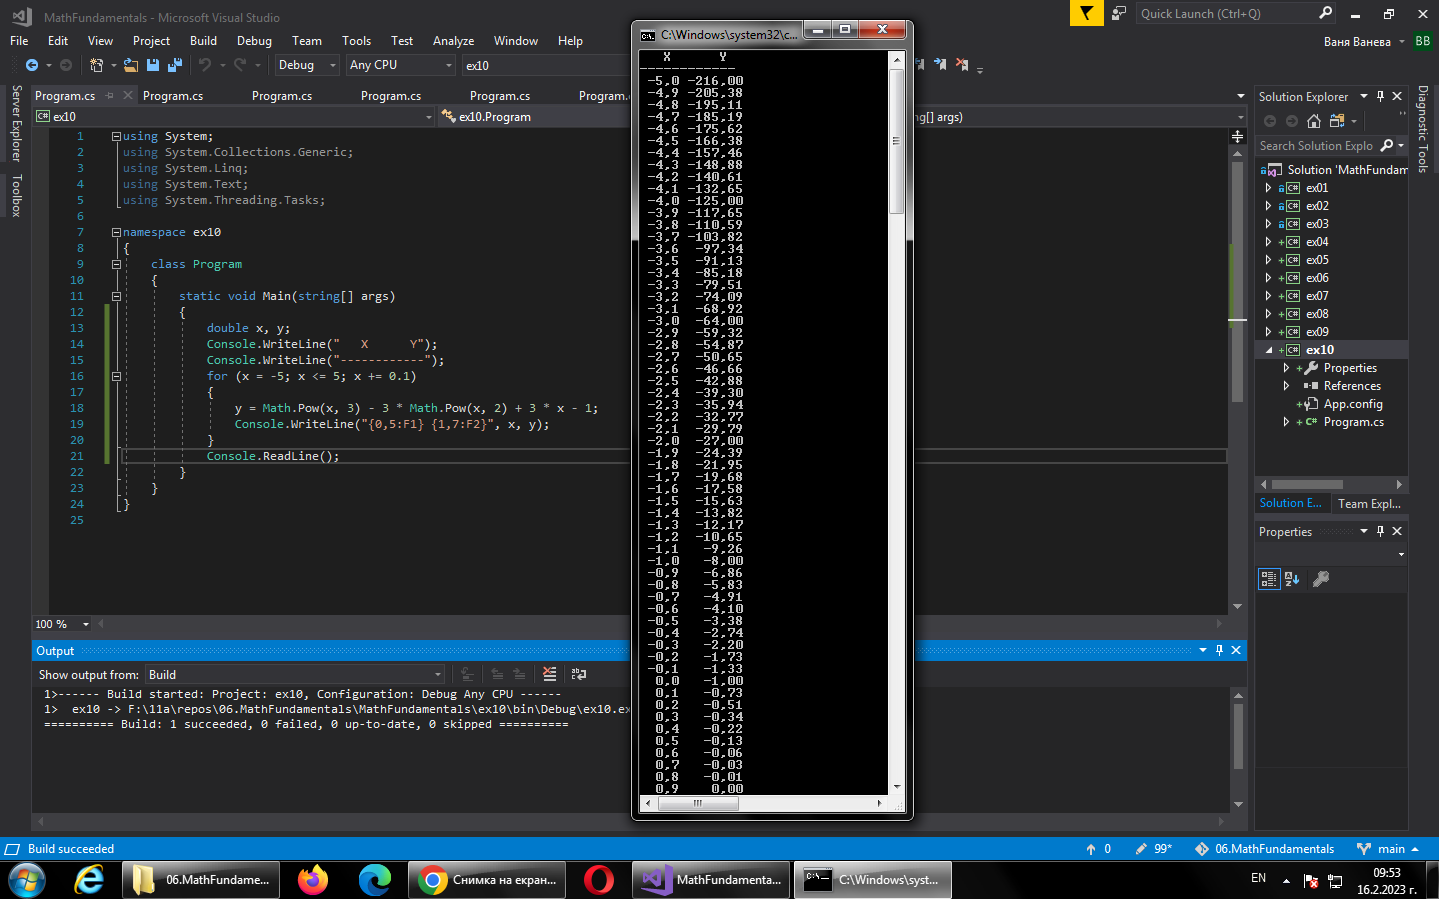 MathFundamentals - Microsoft Visual Studio
Quick Launch (Ctrl+Q)
File Edit View Project Build Debug Team Tools Test Analyze Window Help
Ваня Ванева BB
Debug Any CPU ex10
Program.cs Program.cs Program.cs Program.cs Program.cs Program.
ex10 ex10.Program g[] args)
Server Explorer
Toolbox
1 using System;
2 using System.Collections.Generic;
3 using System.Linq;
4 using System.Text;
5 using System.Threading.Tasks;
6
7 namespace ex10
8 {
9 class Program
10 {
11 static void Main(string[] args)
12 {
13 double x, y;
14 Console.WriteLine("   X      Y");
15 Console.WriteLine("------------");
16 for (x = -5; x <= 5; x += 0.1)
17 {
18 y = Math.Pow(x, 3) - 3 * Math.Pow(x, 2) + 3 * x - 1;
19 Console.WriteLine("{0,5:F1} {1,7:F2}", x, y);
20 }
21 Console.ReadLine();
22 }
23 }
24 }
25
100 %
Output
Show output from: Build
1>------ Build started: Project: ex10, Configuration: Debug Any CPU ------
1>  ex10 -> F:\11a\repos\06.MathFundamentals\MathFundamentals\ex10\bin\Debug\ex10.ex
========== Build: 1 succeeded, 0 failed, 0 up-to-date, 0 skipped ==========
C:\Windows\system32\c...
X Y
------------
-5,0 -216,00
-4,9 -205,38
-4,8 -195,11
-4,7 -185,19
-4,6 -175,62
-4,5 -166,38
-4,4 -157,46
-4,3 -148,88
-4,2 -140,61
-4,1 -132,65
-4,0 -125,00
-3,9 -117,65
-3,8 -110,59
-3,7 -103,82
-3,6 -97,34
-3,5 -91,13
-3,4 -85,18
-3,3 -79,51
-3,2 -74,09
-3,1 -68,92
-3,0 -64,00
-2,9 -59,32
-2,8 -54,87
-2,7 -50,65
-2,6 -46,66
-2,5 -42,88
-2,4 -39,30
-2,3 -35,94
-2,2 -32,77
-2,1 -29,79
-2,0 -27,00
-1,9 -24,39
-1,8 -21,95
-1,7 -19,68
-1,6 -17,58
-1,5 -15,63
-1,4 -13,82
-1,3 -12,17
-1,2 -10,65
-1,1 -9,26
-1,0 -8,00
-0,9 -6,86
-0,8 -5,83
-0,7 -4,91
-0,6 -4,10
-0,5 -3,38
-0,4 -2,74
-0,3 -2,20
-0,2 -1,73
-0,1 -1,33
0,0 -1,00
0,1 -0,73
0,2 -0,51
0,3 -0,34
0,4 -0,22
0,5 -0,13
0,6 -0,06
0,7 -0,03
0,8 -0,01
0,9 0,00
Solution Explorer
Search Solution Explo
Solution 'MathFundam
ex01
ex02
ex03
ex04
ex05
ex06
ex07
ex08
ex09
ex10
Properties
References
App.config
Program.cs
Solution E... Team Expl...
Properties
Diagnostic Tools
Build succeeded 0 99* 06.MathFundamentals main
06.MathFundame... Снимка на екран... MathFundamenta... C:\Windows\syst...
EN 09:53
16.2.2023 г.